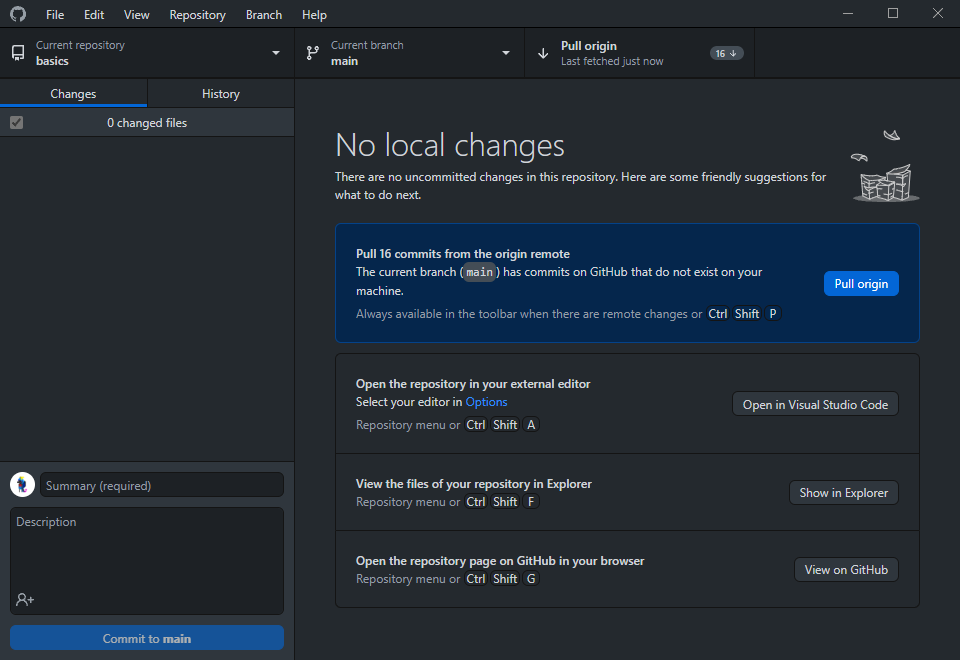 File Edit View Repository Branch Help
Current repository
basics
Current branch
main
Pull origin
Last fetched just now
16
Changes History
0 changed files
No local changes
There are no uncommitted changes in this repository. Here are some friendly suggestions for
what to do next.
Pull 16 commits from the origin remote
The current branch (main) has commits on GitHub that do not exist on your
machine.
Always available in the toolbar when there are remote changes or Ctrl Shift P
Pull origin
Open the repository in your external editor
Select your editor in Options
Repository menu or Ctrl Shift A
Open in Visual Studio Code
View the files of your repository in Explorer
Repository menu or Ctrl Shift F
Show in Explorer
Open the repository page on GitHub in your browser
Repository menu or Ctrl Shift G
View on GitHub
Summary (required)
Description
Commit to main